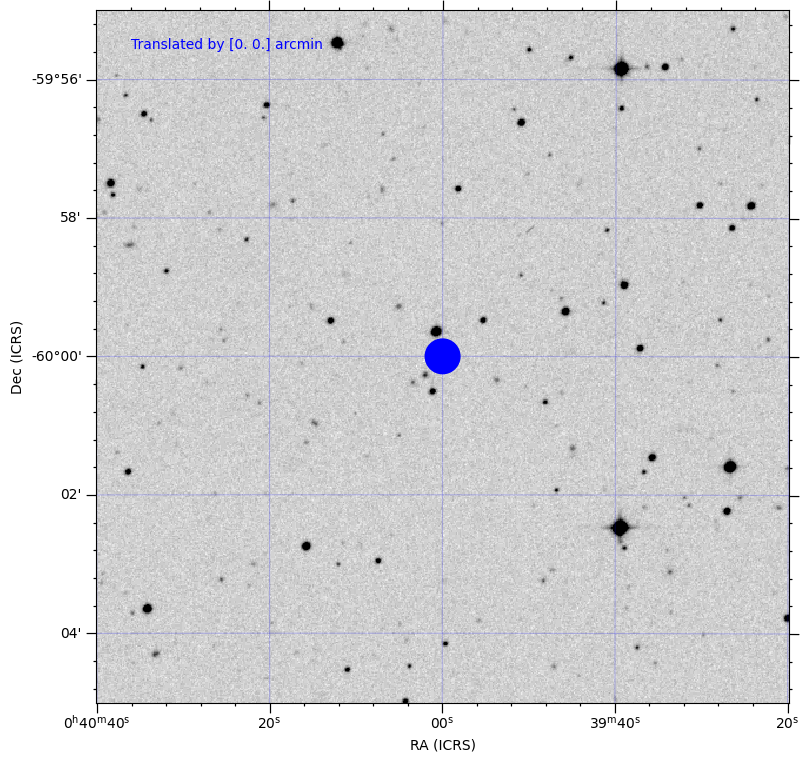 Translated by [0. 0.] arcmin
-59°56'
58'
-60°00'
02'
04'
Dec (ICRS)
0ʰ40ᵐ40ˢ 20ˢ 00ˢ 39ᵐ40ˢ 20ˢ
RA (ICRS)